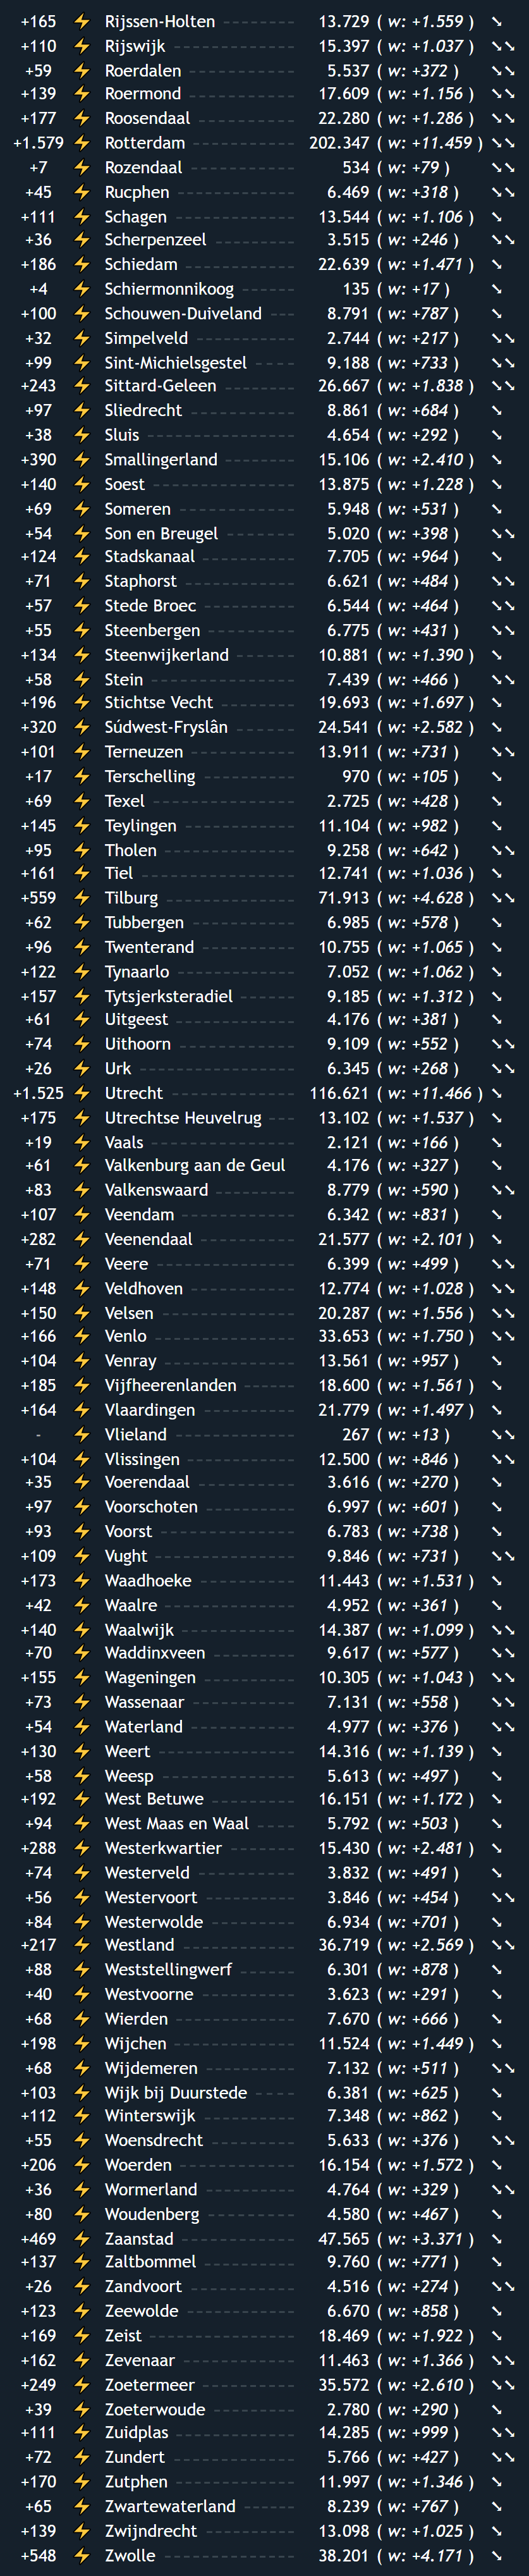 +165 ⚡ Rijssen-Holten 13.729 ( w: +1.559 ) ↘
+110 ⚡ Rijswijk 15.397 ( w: +1.037 ) ↘↘
+59 ⚡ Roerdalen 5.537 ( w: +372 ) ↘↘
+139 ⚡ Roermond 17.609 ( w: +1.156 ) ↘↘
+177 ⚡ Roosendaal 22.280 ( w: +1.286 ) ↘↘
+1.579 ⚡ Rotterdam 202.347 ( w: +11.459 ) ↘↘
+7 ⚡ Rozendaal 534 ( w: +79 ) ↘
+45 ⚡ Rucphen 6.469 ( w: +318 ) ↘↘
+111 ⚡ Schagen 13.544 ( w: +1.106 ) ↘
+36 ⚡ Scherpenzeel 3.515 ( w: +246 ) ↘↘
+186 ⚡ Schiedam 22.639 ( w: +1.471 ) ↘
+4 ⚡ Schiermonnikoog 135 ( w: +17 ) ↘
+100 ⚡ Schouwen-Duiveland 8.791 ( w: +787 ) ↘
+32 ⚡ Simpelveld 2.744 ( w: +217 ) ↘↘
+99 ⚡ Sint-Michielsgestel 9.188 ( w: +733 ) ↘↘
+243 ⚡ Sittard-Geleen 26.667 ( w: +1.838 ) ↘↘
+97 ⚡ Sliedrecht 8.861 ( w: +684 ) ↘
+38 ⚡ Sluis 4.654 ( w: +292 ) ↘
+390 ⚡ Smallingerland 15.106 ( w: +2.410 ) ↘
+140 ⚡ Soest 13.875 ( w: +1.228 ) ↘
+69 ⚡ Someren 5.948 ( w: +531 ) ↘
+54 ⚡ Son en Breugel 5.020 ( w: +398 ) ↘↘
+124 ⚡ Stadskanaal 7.705 ( w: +964 ) ↘
+71 ⚡ Staphorst 6.621 ( w: +484 ) ↘↘
+57 ⚡ Stede Broec 6.544 ( w: +464 ) ↘↘
+55 ⚡ Steenbergen 6.775 ( w: +431 ) ↘↘
+134 ⚡ Steenwijkerland 10.881 ( w: +1.390 ) ↘
+58 ⚡ Stein 7.439 ( w: +466 ) ↘↘
+196 ⚡ Stichtse Vecht 19.693 ( w: +1.697 ) ↘
+320 ⚡ Súdwest-Fryslân 24.541 ( w: +2.582 ) ↘
+101 ⚡ Terneuzen 13.911 ( w: +731 ) ↘↘
+17 ⚡ Terschelling 970 ( w: +105 ) ↘
+69 ⚡ Texel 2.725 ( w: +428 ) ↘
+145 ⚡ Teylingen 11.104 ( w: +982 ) ↘
+95 ⚡ Tholen 9.258 ( w: +642 ) ↘↘
+161 ⚡ Tiel 12.741 ( w: +1.036 ) ↘
+559 ⚡ Tilburg 71.913 ( w: +4.628 ) ↘↘
+62 ⚡ Tubbergen 6.985 ( w: +578 ) ↘
+96 ⚡ Twenterand 10.755 ( w: +1.065 ) ↘
+122 ⚡ Tynaarlo 7.052 ( w: +1.062 ) ↘
+157 ⚡ Tytsjerksteradiel 9.185 ( w: +1.312 ) ↘
+61 ⚡ Uitgeest 4.176 ( w: +381 ) ↘
+74 ⚡ Uithoorn 9.109 ( w: +552 ) ↘↘
+26 ⚡ Urk 6.345 ( w: +268 ) ↘↘
+1.525 ⚡ Utrecht 116.621 ( w: +11.466 ) ↘
+175 ⚡ Utrechtse Heuvelrug 13.102 ( w: +1.537 ) ↘
+19 ⚡ Vaals 2.121 ( w: +166 ) ↘
+61 ⚡ Valkenburg aan de Geul 4.176 ( w: +327 ) ↘
+83 ⚡ Valkenswaard 8.779 ( w: +590 ) ↘↘
+107 ⚡ Veendam 6.342 ( w: +831 ) ↘
+282 ⚡ Veenendaal 21.577 ( w: +2.101 ) ↘
+71 ⚡ Veere 6.399 ( w: +499 ) ↘↘
+148 ⚡ Veldhoven 12.774 ( w: +1.028 ) ↘↘
+150 ⚡ Velsen 20.287 ( w: +1.556 ) ↘↘
+166 ⚡ Venlo 33.653 ( w: +1.750 ) ↘↘
+104 ⚡ Venray 13.561 ( w: +957 ) ↘
+185 ⚡ Vijfheerenlanden 18.600 ( w: +1.561 ) ↘
+164 ⚡ Vlaardingen 21.779 ( w: +1.497 ) ↘
- ⚡ Vlieland 267 ( w: +13 ) ↘↘
+104 ⚡ Vlissingen 12.500 ( w: +846 ) ↘
+35 ⚡ Voerendaal 3.616 ( w: +270 ) ↘
+97 ⚡ Voorschoten 6.997 ( w: +601 ) ↘
+93 ⚡ Voorst 6.783 ( w: +738 ) ↘
+109 ⚡ Vught 9.846 ( w: +731 ) ↘↘
+173 ⚡ Waadhoeke 11.443 ( w: +1.531 ) ↘
+42 ⚡ Waalre 4.952 ( w: +361 ) ↘
+140 ⚡ Waalwijk 14.387 ( w: +1.099 ) ↘↘
+70 ⚡ Waddinxveen 9.617 ( w: +577 ) ↘↘
+155 ⚡ Wageningen 10.305 ( w: +1.043 ) ↘
+73 ⚡ Wassenaar 7.131 ( w: +558 ) ↘↘
+54 ⚡ Waterland 4.977 ( w: +376 ) ↘↘
+130 ⚡ Weert 14.316 ( w: +1.139 ) ↘
+58 ⚡ Weesp 5.613 ( w: +497 ) ↘
+192 ⚡ West Betuwe 16.151 ( w: +1.172 ) ↘
+94 ⚡ West Maas en Waal 5.792 ( w: +503 ) ↘
+288 ⚡ Westerkwartier 15.430 ( w: +2.481 ) ↘
+74 ⚡ Westerveld 3.832 ( w: +491 ) ↘
+56 ⚡ Westervoort 3.846 ( w: +454 ) ↘↘
+84 ⚡ Westerwolde 6.934 ( w: +701 ) ↘
+217 ⚡ Westland 36.719 ( w: +2.569 ) ↘↘
+88 ⚡ Weststellingwerf 6.301 ( w: +878 ) ↘
+40 ⚡ Westvoorne 3.623 ( w: +291 ) ↘
+68 ⚡ Wierden 7.670 ( w: +666 ) ↘
+198 ⚡ Wijchen 11.524 ( w: +1.449 ) ↘
+68 ⚡ Wijdemeren 7.132 ( w: +511 ) ↘↘
+103 ⚡ Wijk bij Duurstede 6.381 ( w: +625 ) ↘
+112 ⚡ Winterswijk 7.348 ( w: +862 ) ↘
+55 ⚡ Woensdrecht 5.633 ( w: +376 ) ↘↘
+206 ⚡ Woerden 16.154 ( w: +1.572 ) ↘
+36 ⚡ Wormerland 4.764 ( w: +329 ) ↘↘
+80 ⚡ Woudenberg 4.580 ( w: +467 ) ↘
+469 ⚡ Zaanstad 47.565 ( w: +3.371 ) ↘
+137 ⚡ Zaltbommel 9.760 ( w: +771 ) ↘
+26 ⚡ Zandvoort 4.516 ( w: +274 ) ↘↘
+123 ⚡ Zeewolde 6.670 ( w: +858 ) ↘
+169 ⚡ Zeist 18.469 ( w: +1.922 ) ↘
+162 ⚡ Zevenaar 11.463 ( w: +1.366 ) ↘↘
+249 ⚡ Zoetermeer 35.572 ( w: +2.610 ) ↘↘
+39 ⚡ Zoeterwoude 2.780 ( w: +290 ) ↘
+111 ⚡ Zuidplas 14.285 ( w: +999 ) ↘↘
+72 ⚡ Zundert 5.766 ( w: +427 ) ↘↘
+170 ⚡ Zutphen 11.997 ( w: +1.346 ) ↘
+65 ⚡ Zwartewaterland 8.239 ( w: +767 ) ↘
+139 ⚡ Zwijndrecht 13.098 ( w: +1.025 ) ↘
+548 ⚡ Zwolle 38.201 ( w: +4.171 ) ↘